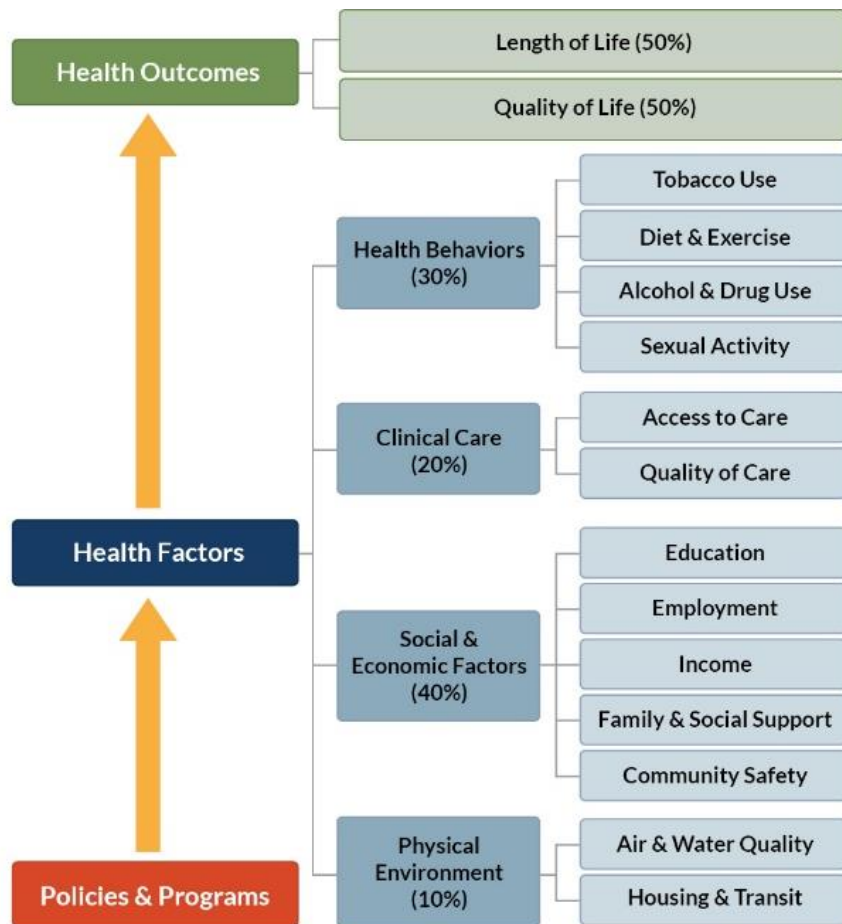 Health Outcomes
Length of Life (50%)
Quality of Life (50%)
Health Factors
Health Behaviors
(30%)
Tobacco Use
Diet & Exercise
Alcohol & Drug Use
Sexual Activity
Clinical Care
(20%)
Access to Care
Quality of Care
Social &
Economic Factors
(40%)
Education
Employment
Income
Family & Social Support
Community Safety
Physical
Environment
(10%)
Air & Water Quality
Housing & Transit
Policies & Programs